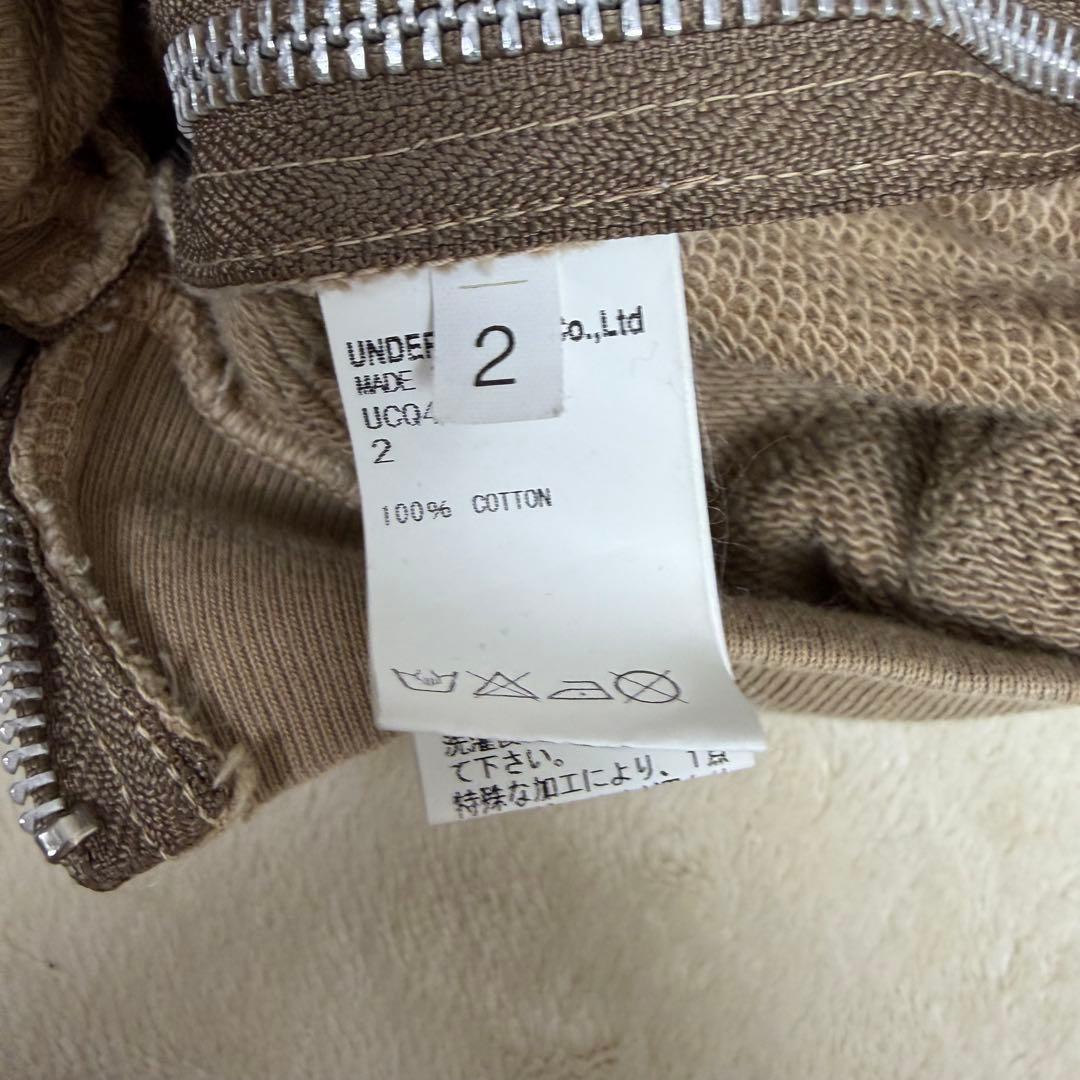 2
UNDER Co.,Ltd
MADE
UCQ4
2
100% COTTON
て下さい。
特殊な加工により、1点